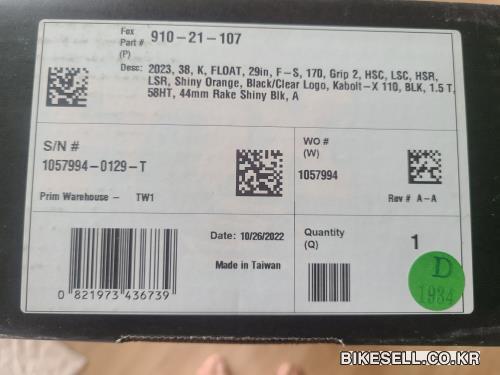 Fox
Part #
(P)
910-21-107
Desc: 2023, 38, K, FLOAT, 29in, F-S, 170, Grip 2, HSC, LSC, HSR,
LSR, Shiny Orange, Black/Clear Logo, Kabolt-X 110, BLK, 1.5 T,
58HT, 44mm Rake Shiny Blk, A
S/N #
1057994-0129-T
Prim Warehouse - TW1
WO #
(W)
1057994
Rev # A-A
Date: 10/26/2022
Made in Taiwan
0 821973 436739
Quantity
(Q)
1
D
1934
BIKESELL.CO.KR